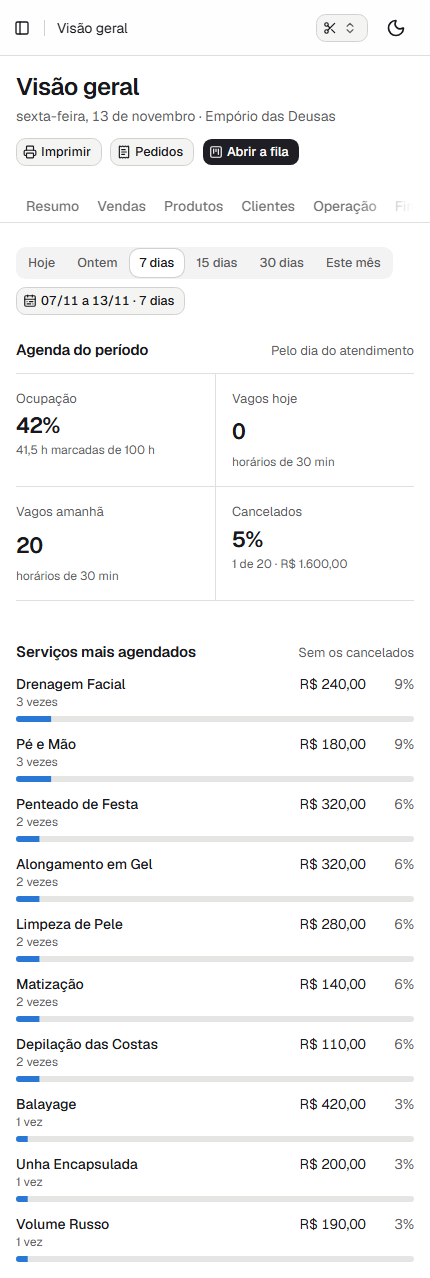 Visão geral
Visão geral
sexta-feira, 13 de novembro · Empório das Deusas
Imprimir Pedidos Abrir a fila
Resumo Vendas Produtos Clientes Operação
Hoje Ontem 7 dias 15 dias 30 dias Este mês
07/11 a 13/11 · 7 dias
Agenda do período Pelo dia do atendimento
Ocupação
42%
41,5 h marcadas de 100 h
Vagos hoje
0
horários de 30 min
Vagos amanhã
20
horários de 30 min
Cancelados
5%
1 de 20 · R$ 1.600,00
Serviços mais agendados Sem os cancelados
Drenagem Facial R$ 240,00 9%
3 vezes
Pé e Mão R$ 180,00 9%
3 vezes
Penteado de Festa R$ 320,00 6%
2 vezes
Alongamento em Gel R$ 320,00 6%
2 vezes
Limpeza de Pele R$ 280,00 6%
2 vezes
Matização R$ 140,00 6%
2 vezes
Depilação das Costas R$ 110,00 6%
2 vezes
Balayage R$ 420,00 3%
1 vez
Unha Encapsulada R$ 200,00 3%
1 vez
Volume Russo R$ 190,00 3%
1 vez